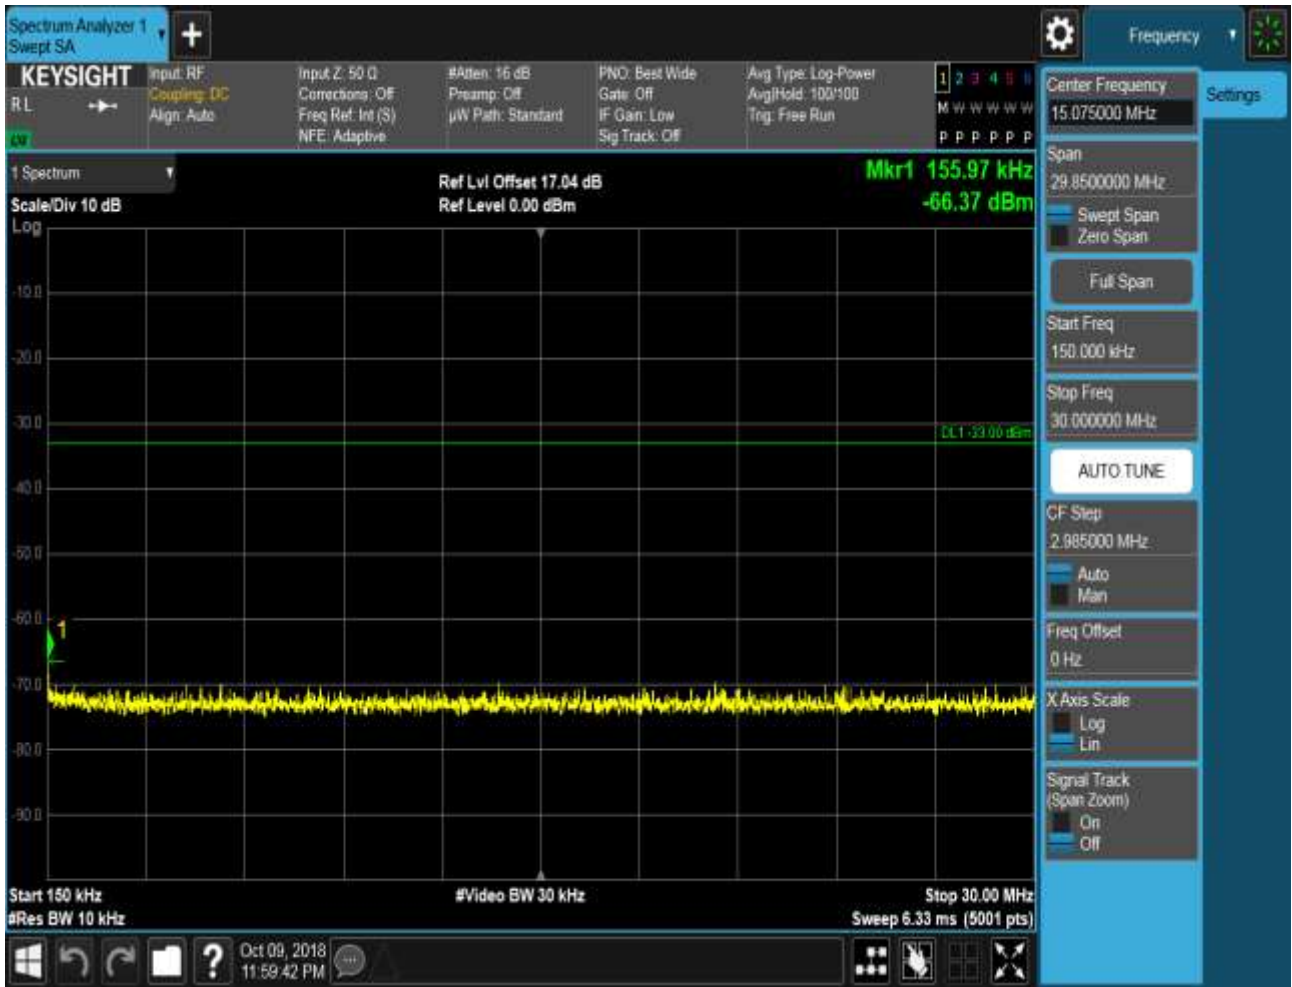 Spectrum Analyzer 1
Swept SA
Frequency
KEYSIGHT
RL
Input: RF
Coupling: DC
Align: Auto
Input Z: 50 Ω
Corrections: Off
Freq Ref: Int (S)
NFE: Adaptive
#Atten: 16 dB
Preamp: Off
µW Path: Standard
PNO: Best Wide
Gate: Off
IF Gain: Low
Sig Track: Off
Avg Type: Log-Power
Avg|Hold: 100/100
Trig: Free Run
1 2 3 4 5 6
M W W W W W
P P P P P P
1 Spectrum
Scale/Div 10 dB
Log
Ref Lvl Offset 17.04 dB
Ref Level 0.00 dBm
Mkr1 155.97 kHz
-66.37 dBm
-10.0
-20.0
-30.0
DL1 -33.00 dBm
-40.0
-50.0
-60.0
1
-70.0
-80.0
-90.0
Start 150 kHz
#Res BW 10 kHz
#Video BW 30 kHz
Stop 30.00 MHz
Sweep 6.33 ms (5001 pts)
Oct 09, 2018
11:59:42 PM
Center Frequency
15.075000 MHz
Settings
Span
29.8500000 MHz
Swept Span
Zero Span
Full Span
Start Freq
150.000 kHz
Stop Freq
30.000000 MHz
AUTO TUNE
CF Step
2.985000 MHz
Auto
Man
Freq Offset
0 Hz
X Axis Scale
Log
Lin
Signal Track
(Span Zoom)
On
Off